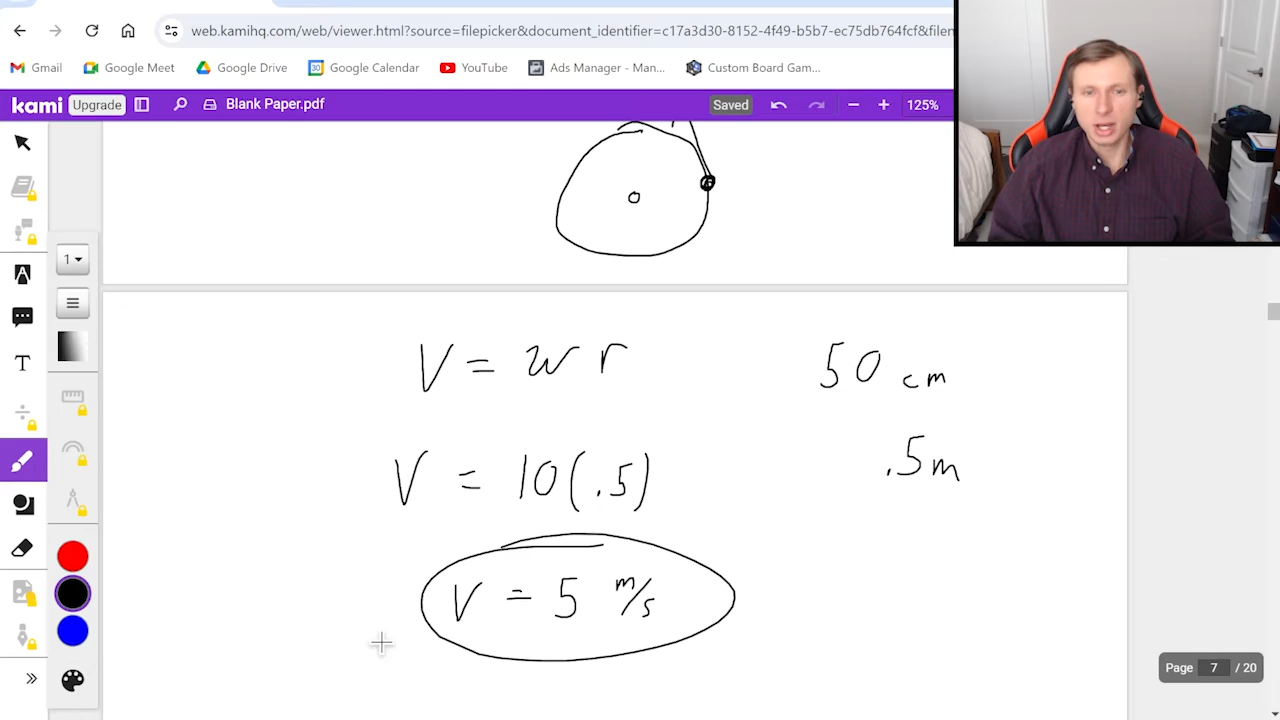 web.kamihq.com/web/viewer.html?source=filepicker&document_identifier=c17a3d30-8152-4f49-b5b7-ec75db764fcf&filen
Gmail Google Meet Google Drive 30 Google Calendar YouTube Ads Manager - Man... Custom Board Gam...
kami Upgrade Blank Paper.pdf Saved 125%
A
T
1
V = w r
50 cm
V = 10(.5)
.5m
V = 5 m/s
Page 7 / 20